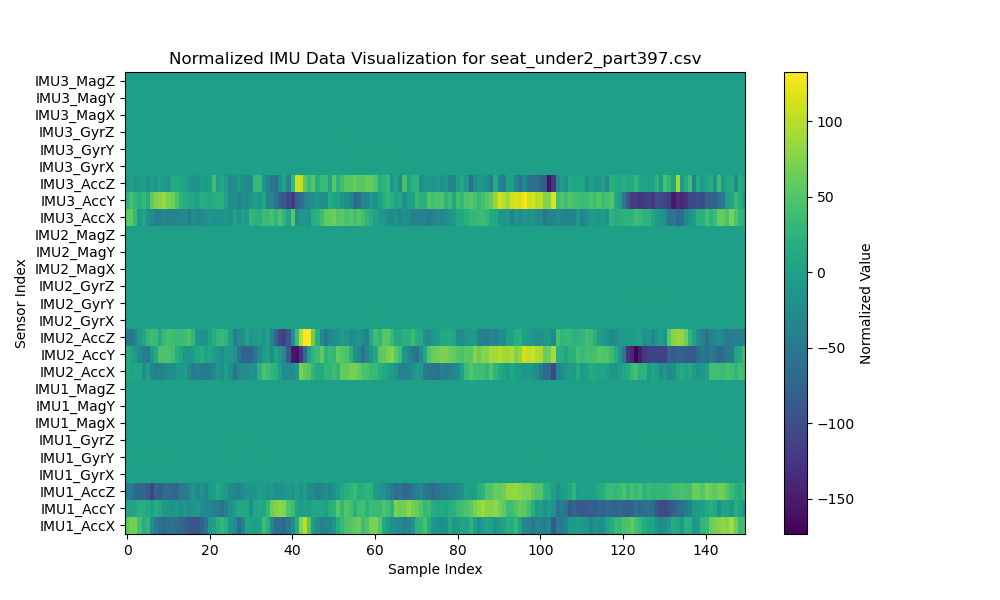 Normalized IMU Data Visualization for seat_under2_part397.csv
Sensor Index
IMU3_MagZ
IMU3_MagY
IMU3_MagX
IMU3_GyrZ
IMU3_GyrY
IMU3_GyrX
IMU3_AccZ
IMU3_AccY
IMU3_AccX
IMU2_MagZ
IMU2_MagY
IMU2_MagX
IMU2_GyrZ
IMU2_GyrY
IMU2_GyrX
IMU2_AccZ
IMU2_AccY
IMU2_AccX
IMU1_MagZ
IMU1_MagY
IMU1_MagX
IMU1_GyrZ
IMU1_GyrY
IMU1_GyrX
IMU1_AccZ
IMU1_AccY
IMU1_AccX
0 20 40 60 80 100 120 140
Sample Index
100
50
0
−50
−100
−150
Normalized Value